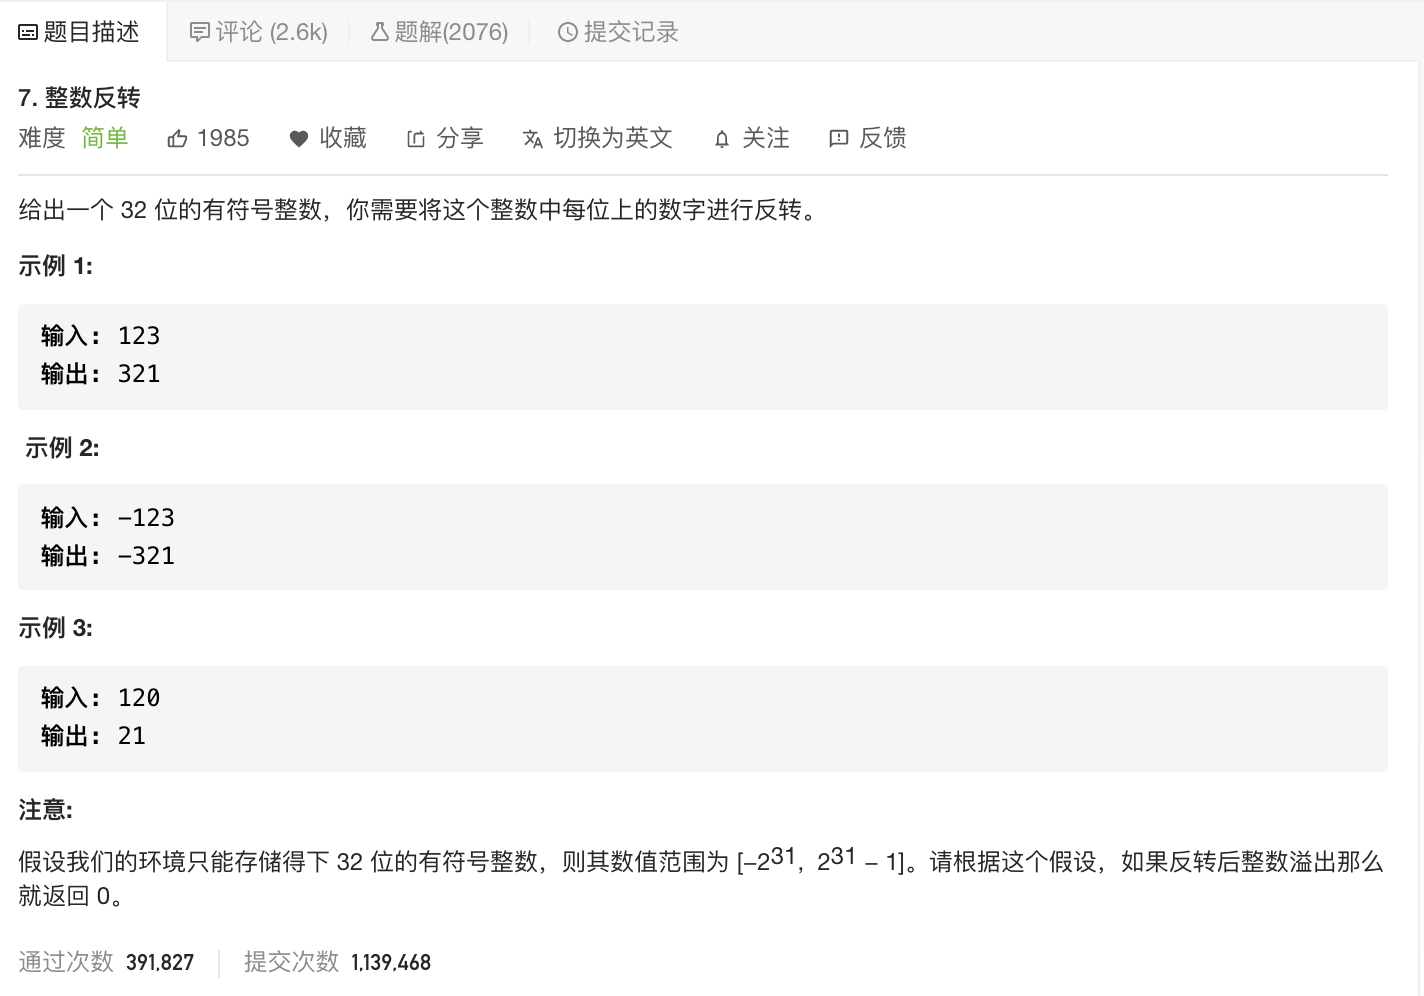 题目描述 评论 (2.6k) 题解(2076) 提交记录
7. 整数反转
难度 简单 1985 收藏 分享 切换为英文 关注 反馈
给出一个 32 位的有符号整数，你需要将这个整数中每位上的数字进行反转。
示例 1:
输入: 123
输出: 321
示例 2:
输入: -123
输出: -321
示例 3:
输入: 120
输出: 21
注意:
假设我们的环境只能存储得下 32 位的有符号整数，则其数值范围为 [−2³¹, 2³¹ − 1]。请根据这个假设，如果反转后整数溢出那么
就返回 0。
通过次数 391,827 提交次数 1,139,468